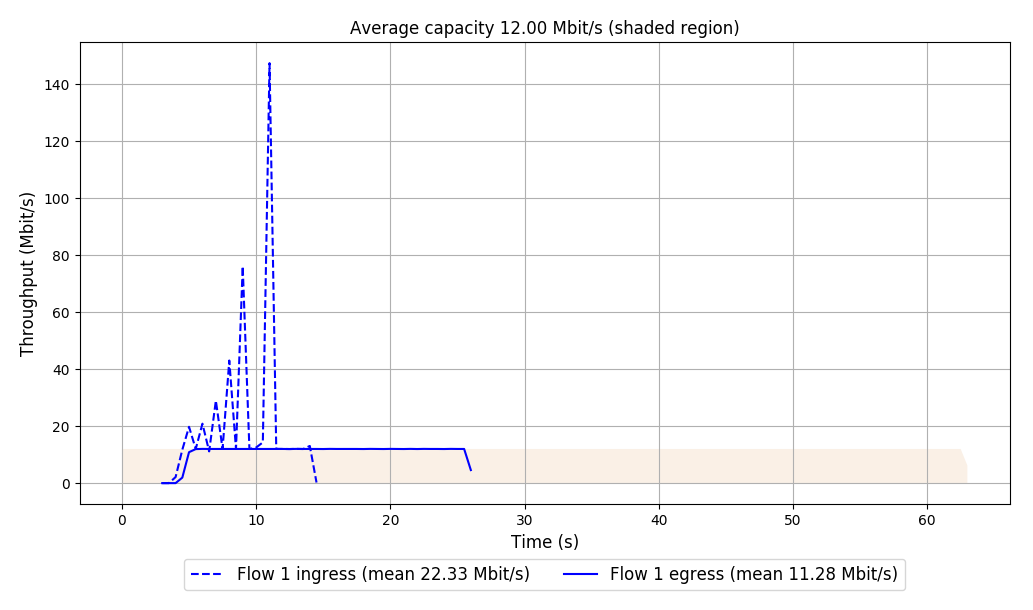 Average capacity 12.00 Mbit/s (shaded region)
Throughput (Mbit/s)
140
120
100
80
60
40
20
0
0 10 20 30 40 50 60
Time (s)
Flow 1 ingress (mean 22.33 Mbit/s) Flow 1 egress (mean 11.28 Mbit/s)